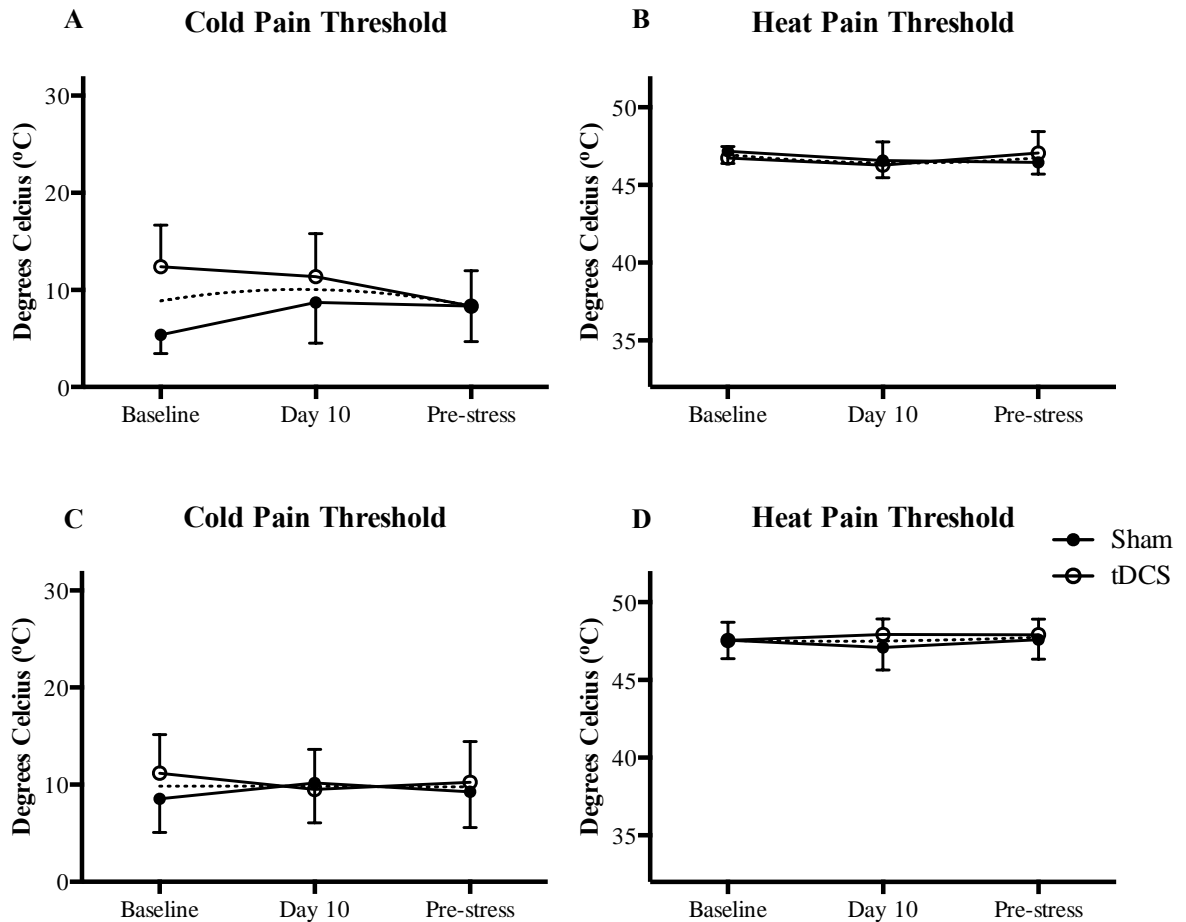 A
Cold Pain Threshold
Degrees Celcius (ºC)
30
20
10
0
Baseline
Day 10
Pre-stress
B
Heat Pain Threshold
Degrees Celcius (ºC)
50
45
40
35
Baseline
Day 10
Pre-stress
C
Cold Pain Threshold
Degrees Celcius (ºC)
30
20
10
0
Baseline
Day 10
Pre-stress
D
Heat Pain Threshold
Degrees Celcius (ºC)
50
45
40
35
Baseline
Day 10
Pre-stress
Sham
tDCS